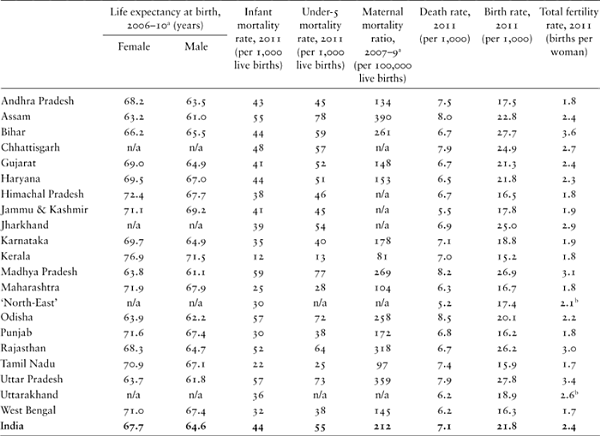 Life expectancy at birth, 2006–10ᵃ (years) Infant mortality rate, 2011 (per 1,000 live births) Under-5 mortality rate, 2011 (per 1,000 live births) Maternal mortality ratio, 2007–9ᵃ (per 100,000 live births) Death rate, 2011 (per 1,000) Birth rate, 2011 (per 1,000) Total fertility rate, 2011 (births per woman)
Female Male
Andhra Pradesh 68.2 63.5 43 45 134 7.5 17.5 1.8
Assam 63.2 61.0 55 78 390 8.0 22.8 2.4
Bihar 66.2 65.5 44 59 261 6.7 27.7 3.6
Chhattisgarh n/a n/a 48 57 n/a 7.9 24.9 2.7
Gujarat 69.0 64.9 41 52 148 6.7 21.3 2.4
Haryana 69.5 67.0 44 51 153 6.5 21.8 2.3
Himachal Pradesh 72.4 67.7 38 46 n/a 6.7 16.5 1.8
Jammu & Kashmir 71.1 69.2 41 45 n/a 5.5 17.8 1.9
Jharkhand n/a n/a 39 54 n/a 6.9 25.0 2.9
Karnataka 69.7 64.9 35 40 178 7.1 18.8 1.9
Kerala 76.9 71.5 12 13 81 7.0 15.2 1.8
Madhya Pradesh 63.8 61.1 59 77 269 8.2 26.9 3.1
Maharashtra 71.9 67.9 25 28 104 6.3 16.7 1.8
‘North-East’ n/a n/a 30 n/a n/a 5.2 17.4 2.1ᵇ
Odisha 63.9 62.2 57 72 258 8.5 20.1 2.2
Punjab 71.6 67.4 30 38 172 6.8 16.2 1.8
Rajasthan 68.3 64.7 52 64 318 6.7 26.2 3.0
Tamil Nadu 70.9 67.1 22 25 97 7.4 15.9 1.7
Uttar Pradesh 63.7 61.8 57 73 359 7.9 27.8 3.4
Uttarakhand n/a n/a 36 n/a n/a 6.2 18.9 2.6ᵇ
West Bengal 71.0 67.4 32 38 145 6.2 16.3 1.7
India 67.7 64.6 44 55 212 7.1 21.8 2.4